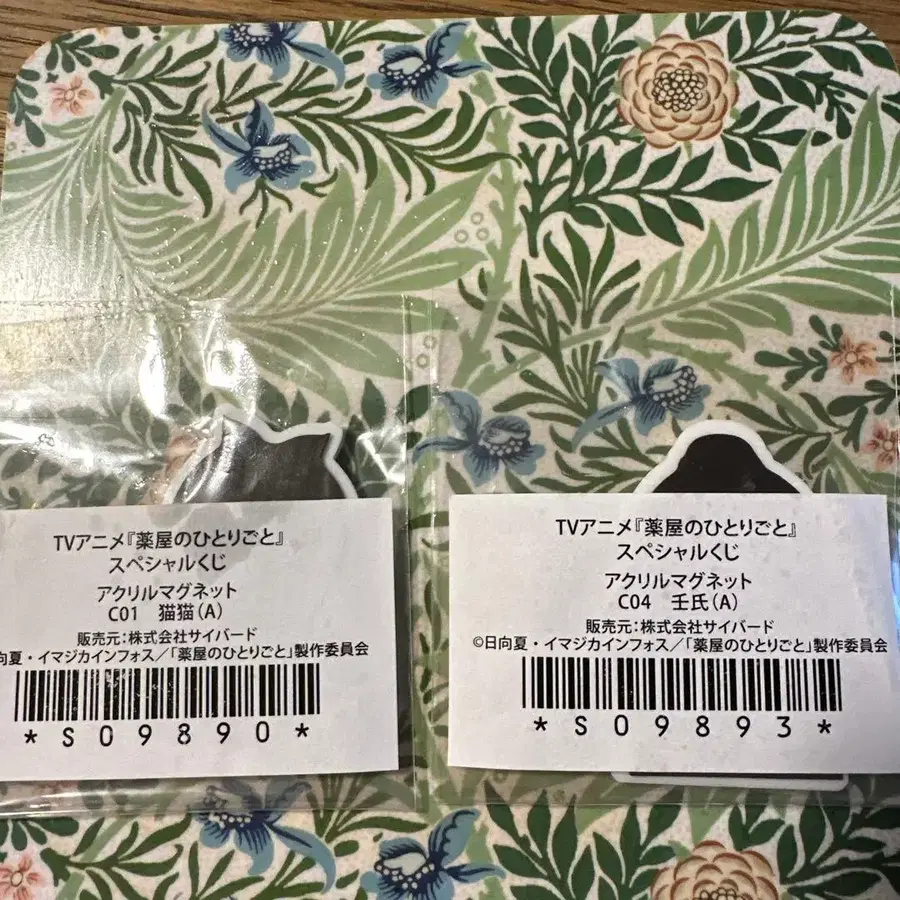 TVアニメ『薬屋のひとりごと』
スペシャルくじ
アクリルマグネット
C01　猫猫(A)
販売元：株式会社サイバード
向夏・イマジカインフォス／「薬屋のひとりごと」製作委員会
*S09890*
TVアニメ『薬屋のひとりごと』
スペシャルくじ
アクリルマグネット
C04　壬氏(A)
販売元：株式会社サイバード
©日向夏・イマジカインフォス／「薬屋のひとりごと」製作委員会
*S09893*